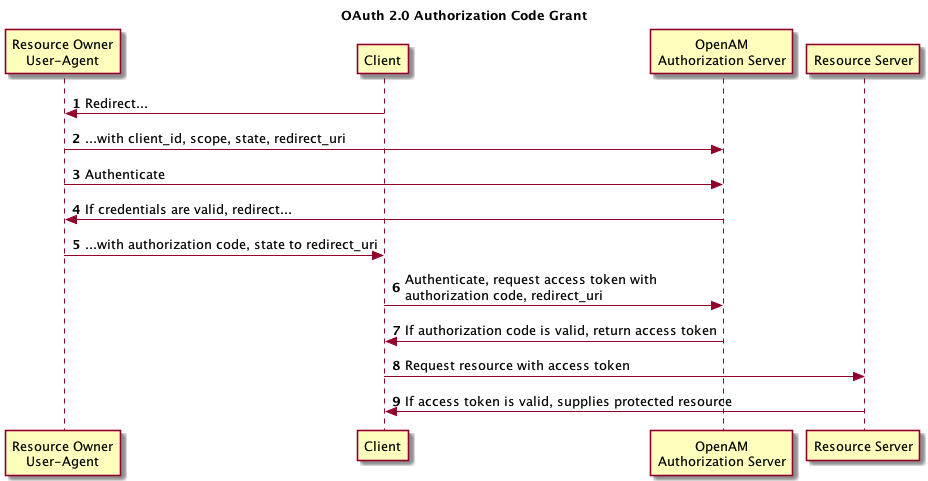 OAuth 2.0 Authorization Code Grant
Resource Owner
User-Agent
Client
OpenAM
Authorization Server
Resource Server
1 Redirect...
2 ...with client_id, scope, state, redirect_uri
3 Authenticate
4 If credentials are valid, redirect...
5 ...with authorization code, state to redirect_uri
6 Authenticate, request access token with
authorization code, redirect_uri
7 If authorization code is valid, return access token
8 Request resource with access token
9 If access token is valid, supplies protected resource
Resource Owner
User-Agent
Client
OpenAM
Authorization Server
Resource Server